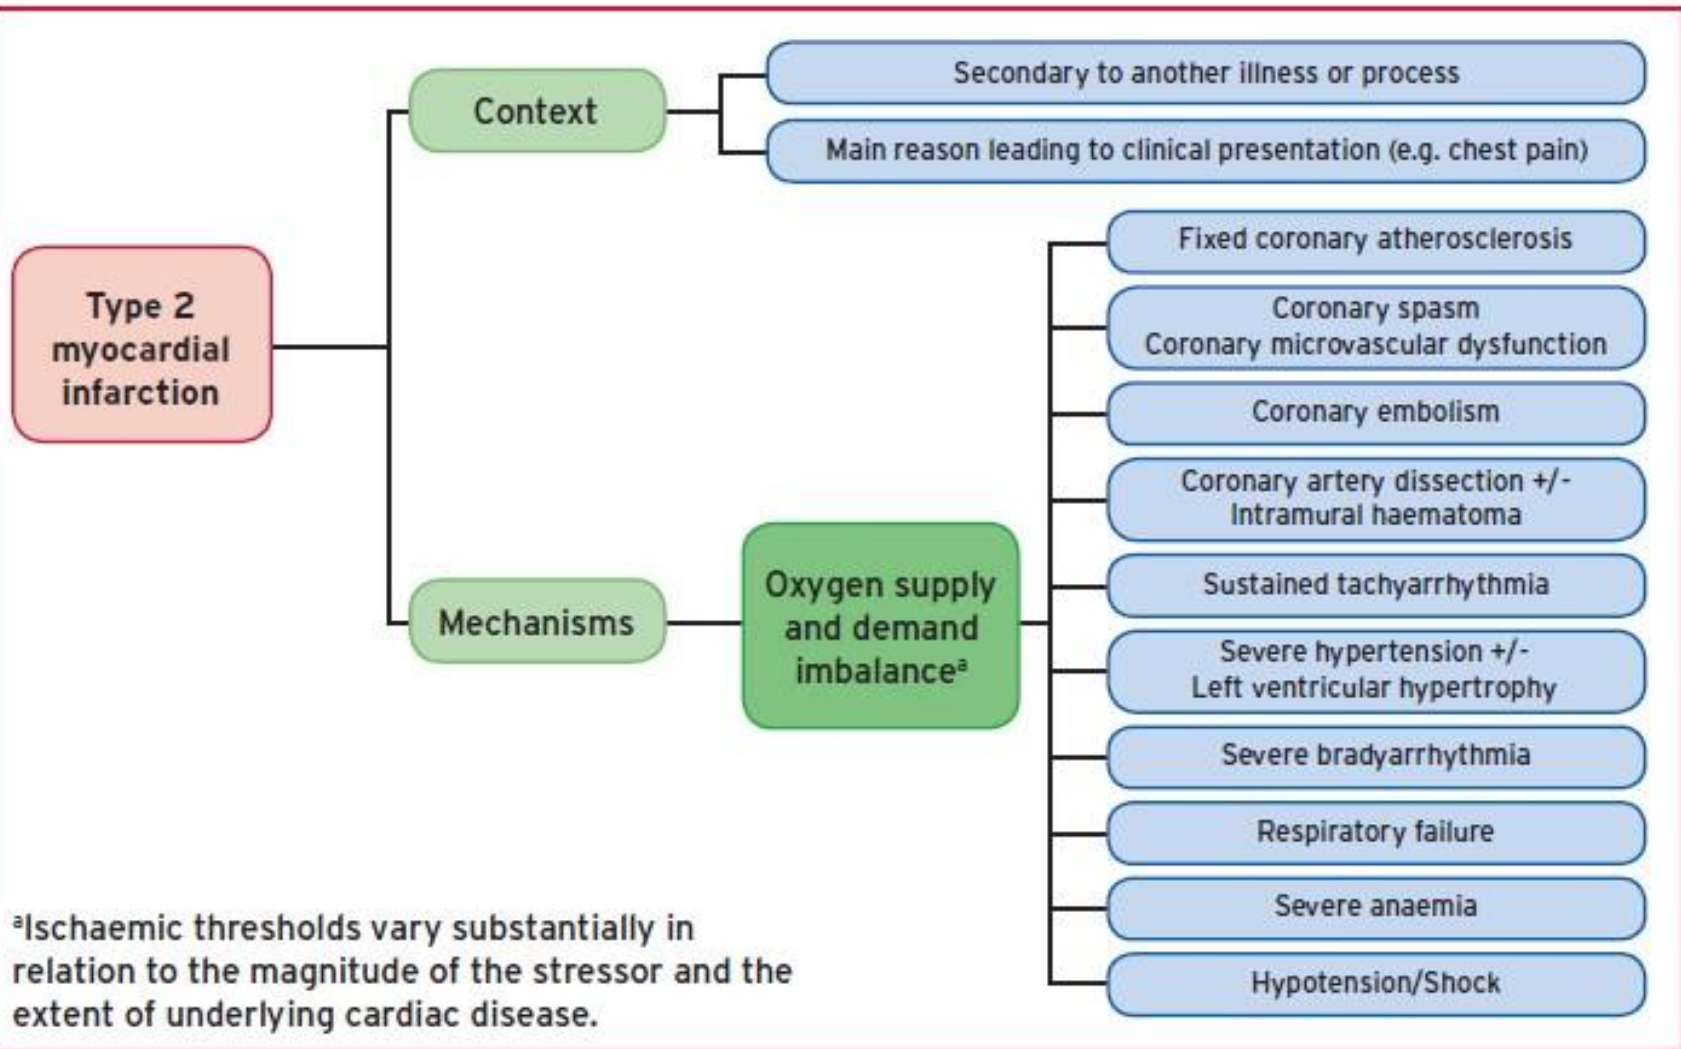 Context
Secondary to another illness or process
Main reason leading to clinical presentation (e.g. chest pain)
Type 2
myocardial
infarction
Mechanisms
Oxygen supply
and demand
imbalanceᵃ
Fixed coronary atherosclerosis
Coronary spasm
Coronary microvascular dysfunction
Coronary embolism
Coronary artery dissection +/-
Intramural haematoma
Sustained tachyarrhythmia
Severe hypertension +/-
Left ventricular hypertrophy
Severe bradyarrhythmia
Respiratory failure
Severe anaemia
Hypotension/Shock
ᵃIschaemic thresholds vary substantially in
relation to the magnitude of the stressor and the
extent of underlying cardiac disease.